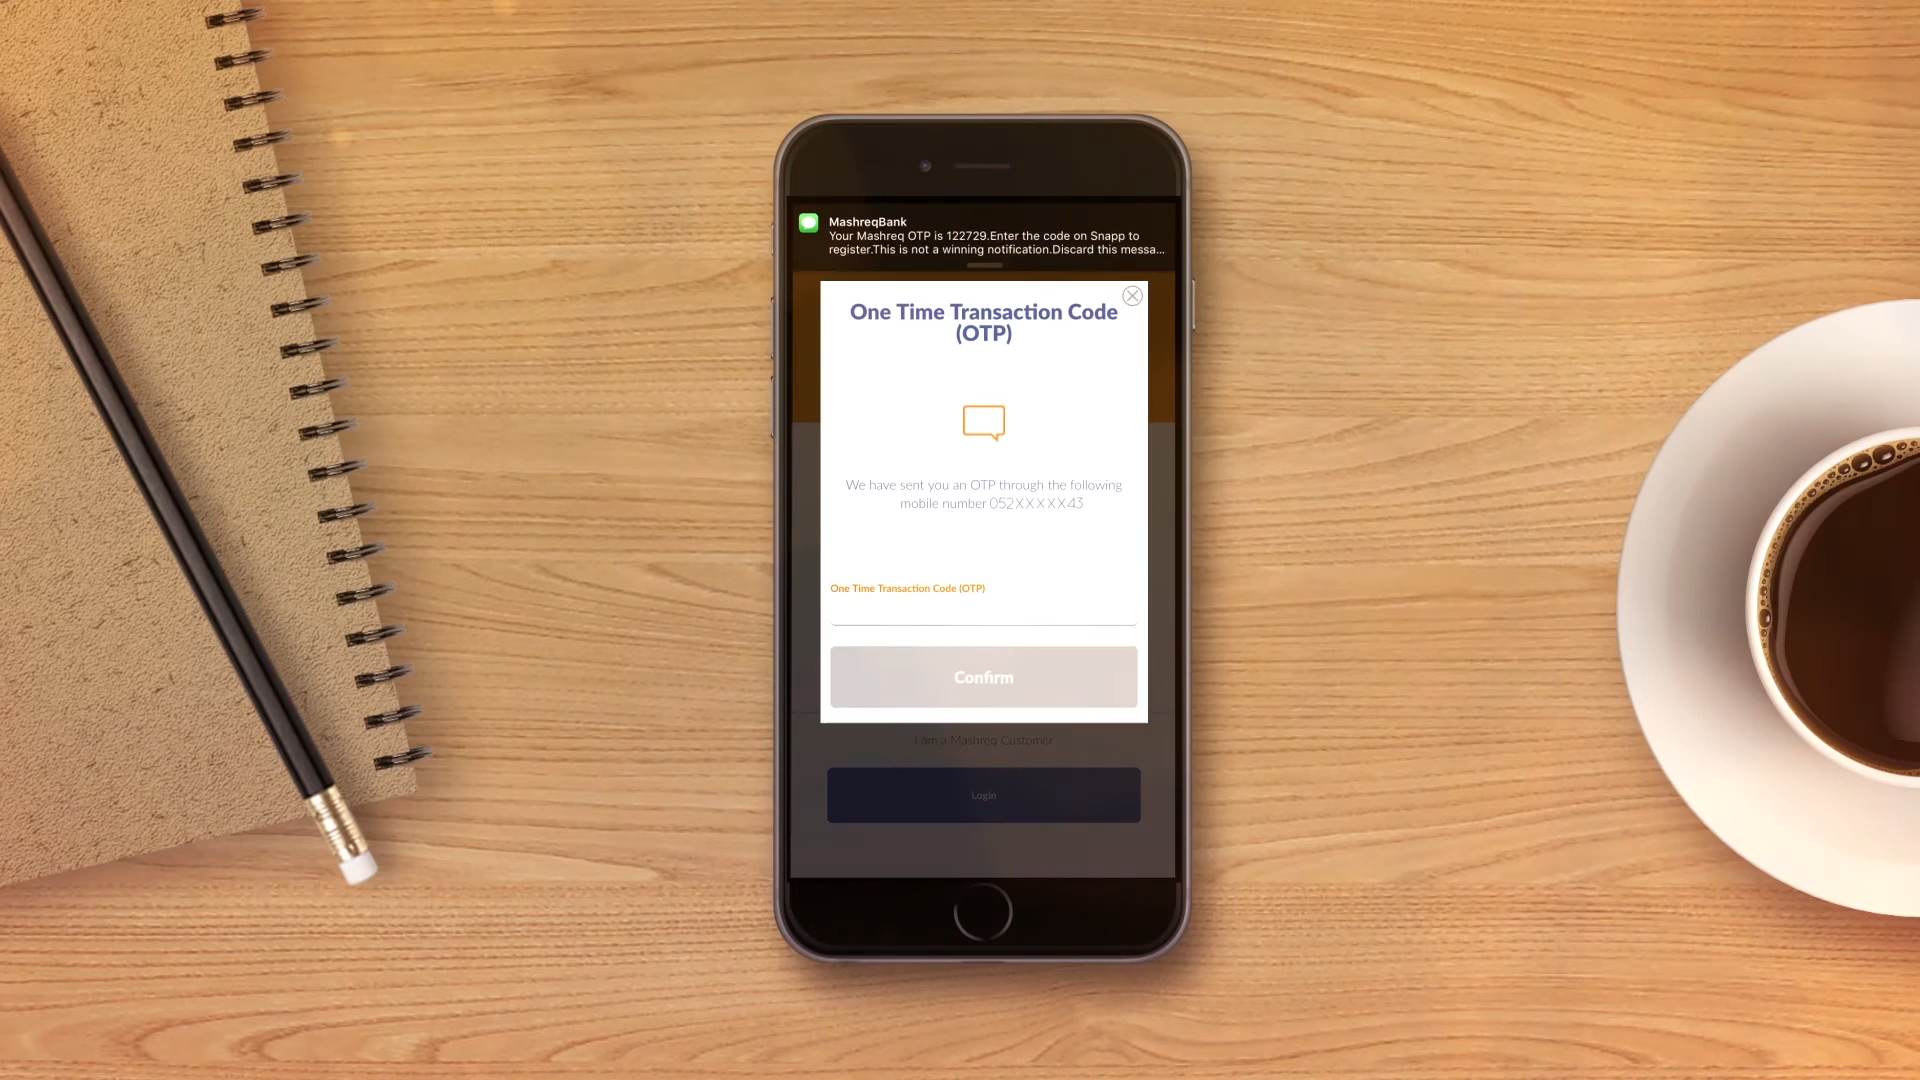 MashreqBank
Your Mashreq OTP is 122729.Enter the code on Snapp to
register.This is not a winning notification.Discard this messa...
One Time Transaction Code
(OTP)
We have sent you an OTP through the following
mobile number 052XXXXX43
One Time Transaction Code (OTP)
Confirm
I am a Mashreq Customer
Login